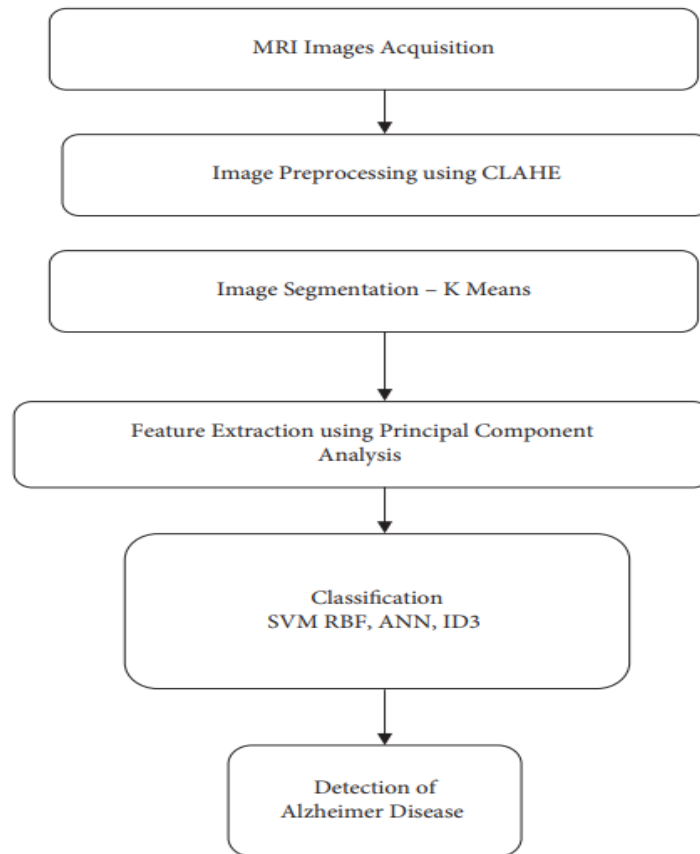 MRI Images Acquisition
Image Preprocessing using CLAHE
Image Segmentation – K Means
Feature Extraction using Principal Component
Analysis
Classification
SVM RBF, ANN, ID3
Detection of
Alzheimer Disease